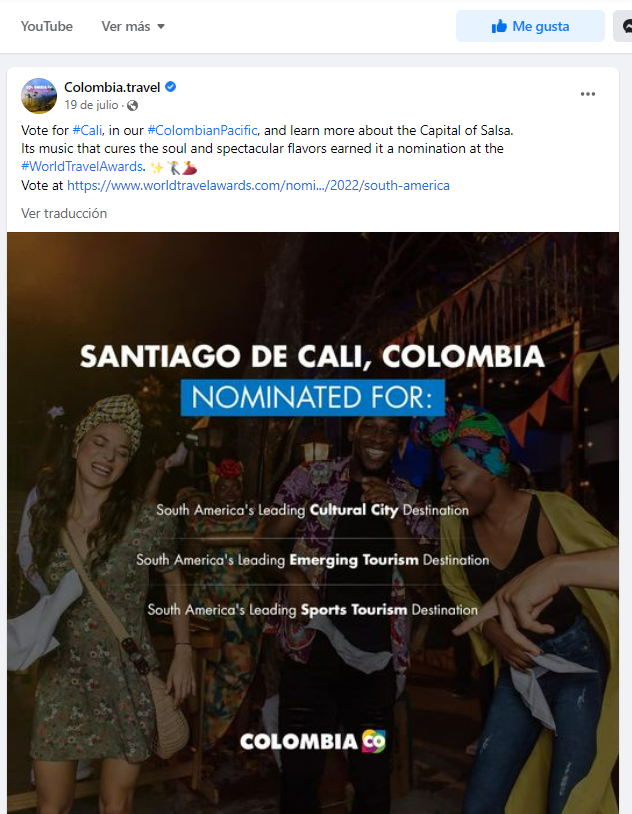 YouTube
Ver más
Me gusta
Colombia.travel
19 de julio ·
Vote for #Cali, in our #ColombianPacific, and learn more about the Capital of Salsa.
Its music that cures the soul and spectacular flavors earned it a nomination at the
#WorldTravelAwards. ✨
Vote at https://www.worldtravelawards.com/nomi.../2022/south-america
Ver traducción
SANTIAGO DE CALI, COLOMBIA
NOMINATED FOR:
South America's Leading Cultural City Destination
South America's Leading Emerging Tourism Destination
South America's Leading Sports Tourism Destination
COLOMBIA CO